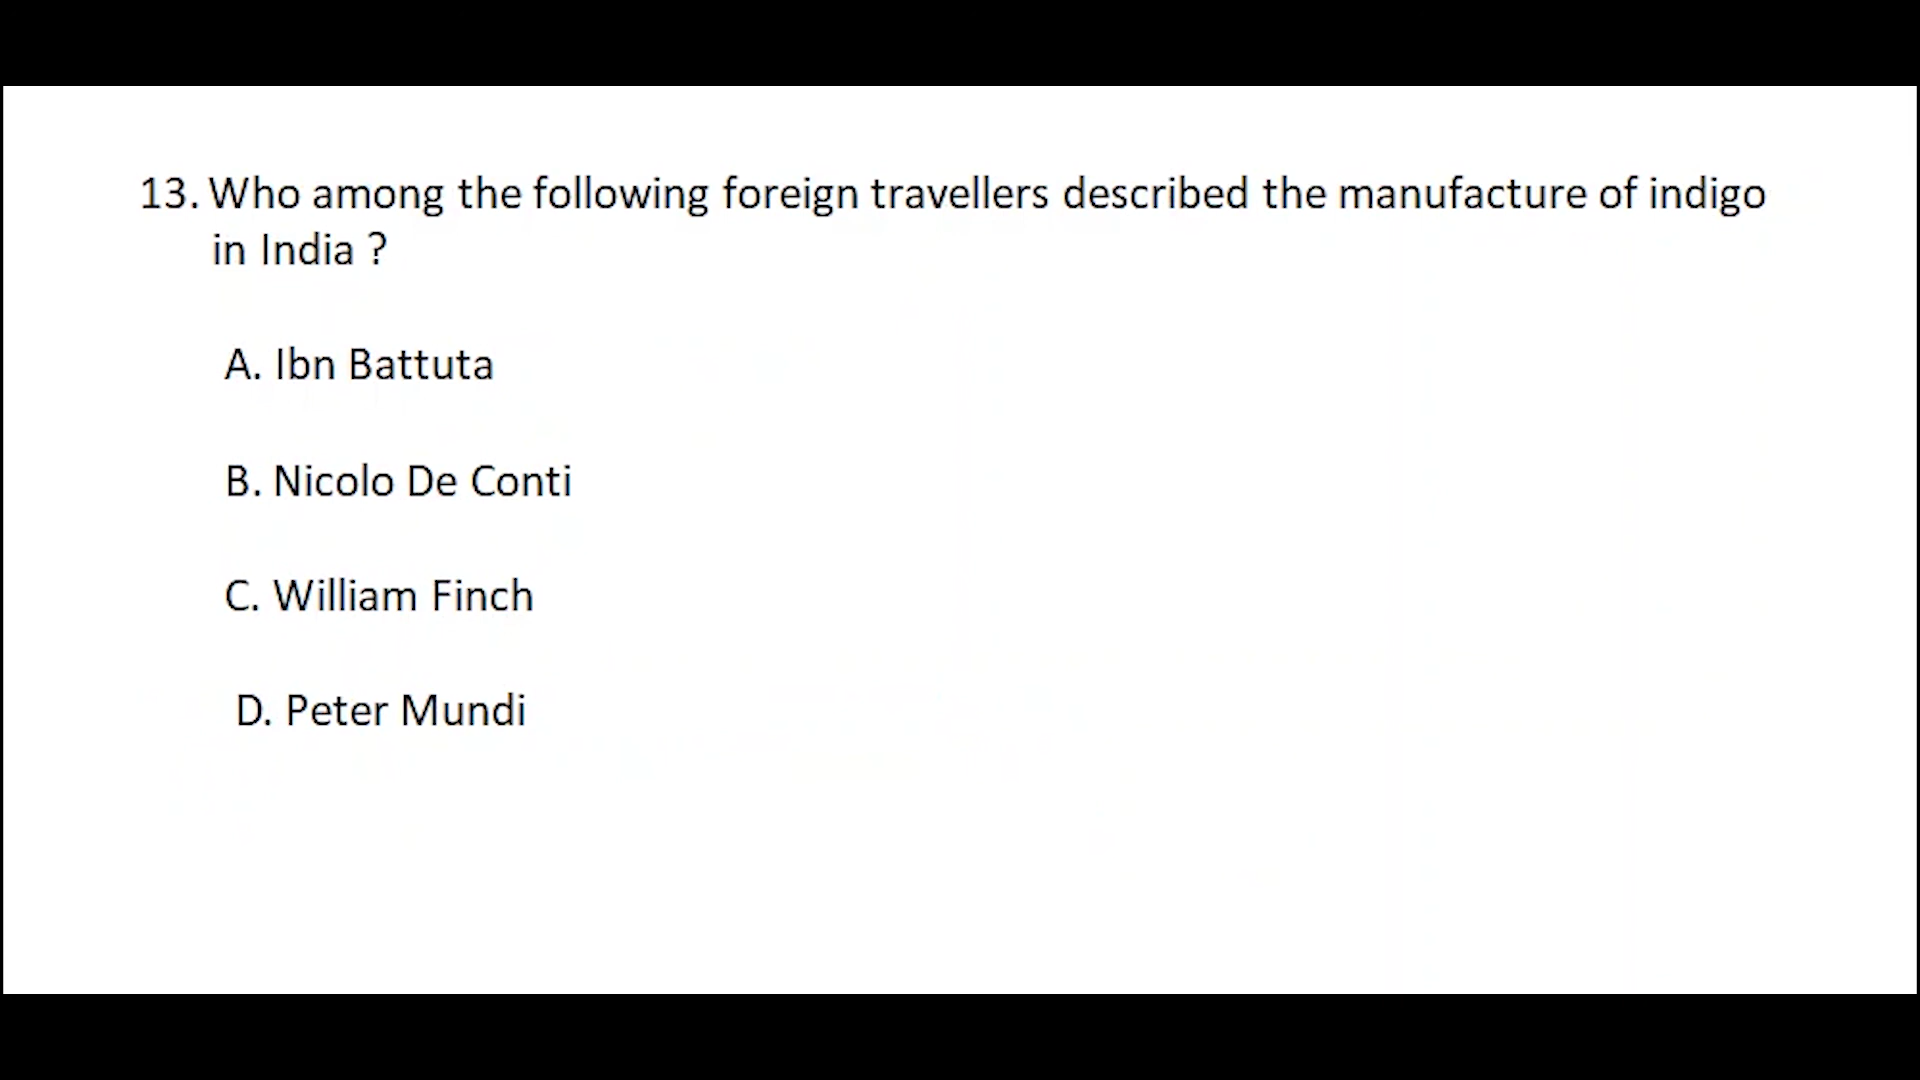 13. Who among the following foreign travellers described the manufacture of indigo
in India ?
A. Ibn Battuta
B. Nicolo De Conti
C. William Finch
D. Peter Mundi